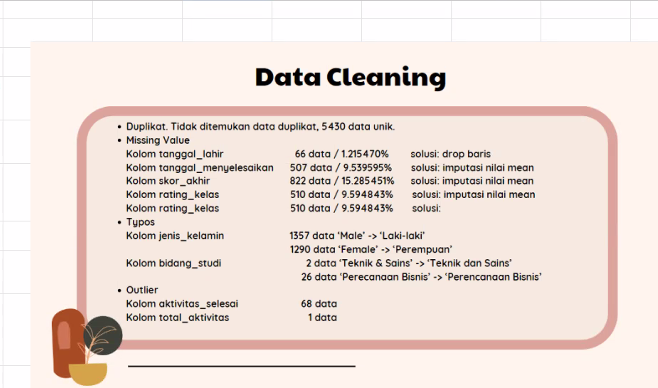 Data Cleaning
• Duplikat. Tidak ditemukan data duplikat, 5430 data unik.
• Missing Value
Kolom tanggal_lahir 66 data / 1.215470% solusi: drop baris
Kolom tanggal_menyelesaikan 507 data / 9.539595% solusi: imputasi nilai mean
Kolom skor_akhir 822 data / 15.285451% solusi: imputasi nilai mean
Kolom rating_kelas 510 data / 9.594843% solusi: imputasi nilai mean
Kolom rating_kelas 510 data / 9.594843% solusi:
• Typos
Kolom jenis_kelamin 1357 data ‘Male’ -> ‘Laki-laki’
1290 data ‘Female’ -> ‘Perempuan’
Kolom bidang_studi 2 data ‘Teknik & Sains’ -> ‘Teknik dan Sains’
26 data ‘Perecanaan Bisnis’ -> ‘Perencanaan Bisnis’
• Outlier
Kolom aktivitas_selesai 68 data
Kolom total_aktivitas 1 data